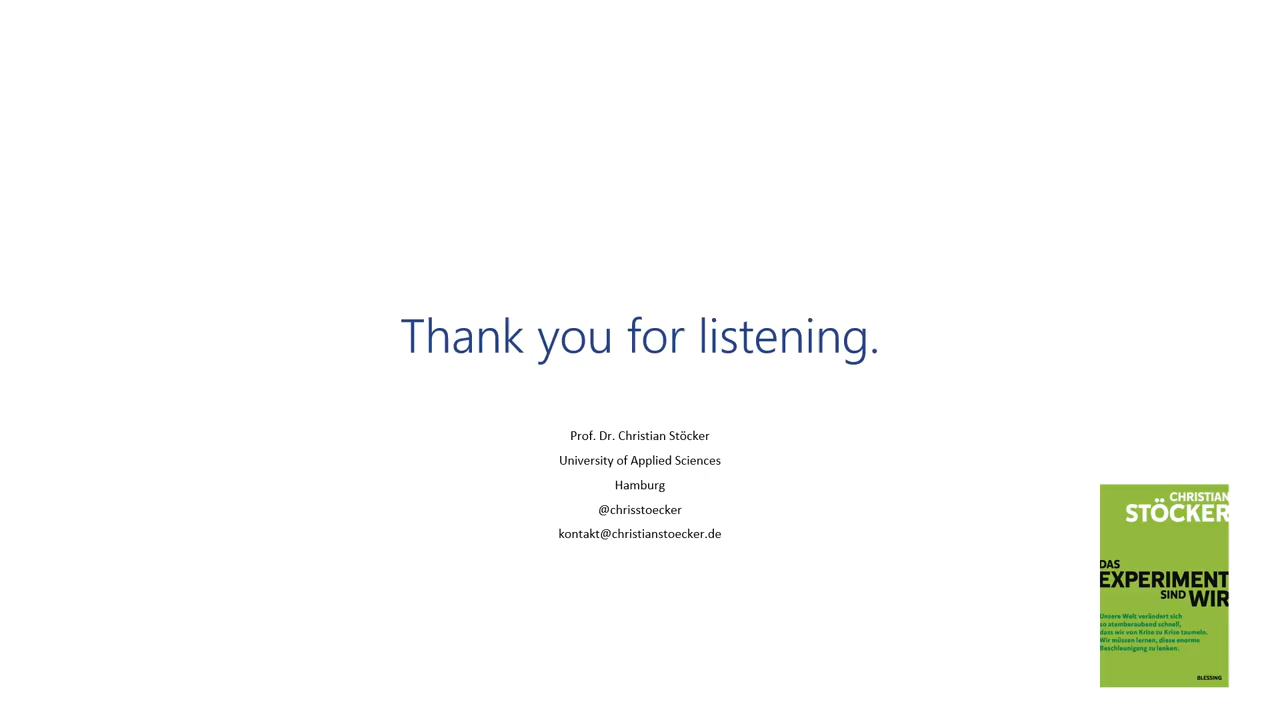 Thank you for listening.
Prof. Dr. Christian Stöcker
University of Applied Sciences
Hamburg
@chrisstoecker
kontakt@christianstoecker.de
CHRISTIAN
STÖCKER
DAS
EXPERIMENT
SIND WIR
Unsere Welt verändert sich
so atemberaubend schnell,
dass wir von Krise zu Krise taumeln.
Wir müssen lernen, diese enorme
Beschleunigung zu lenken.
BLESSING